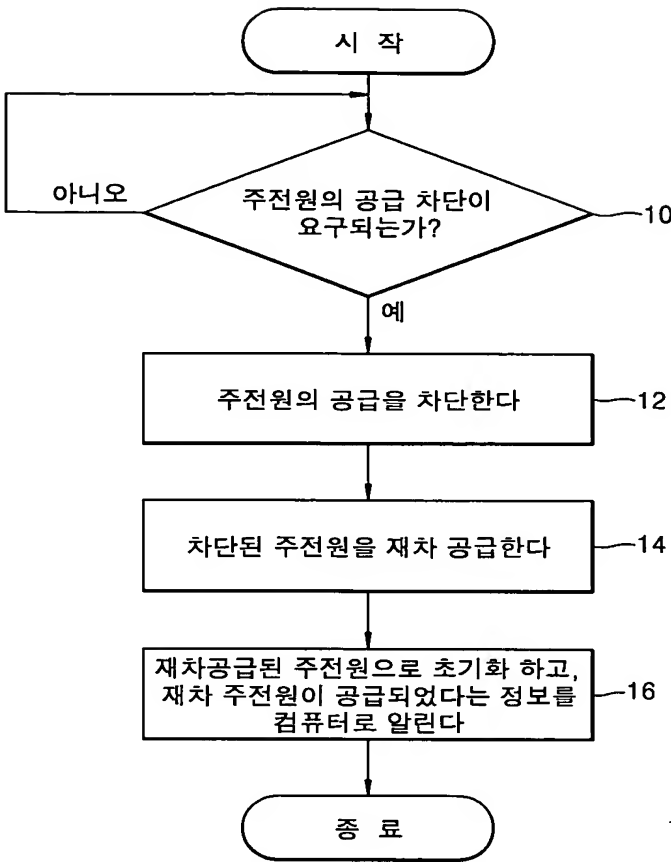 시 작
아니오
주전원의 공급 차단이
요구되는가?
10
예
주전원의 공급을 차단한다
12
차단된 주전원을 재차 공급한다
14
재차공급된 주전원으로 초기화 하고,
재차 주전원이 공급되었다는 정보를
컴퓨터로 알린다
16
종 료